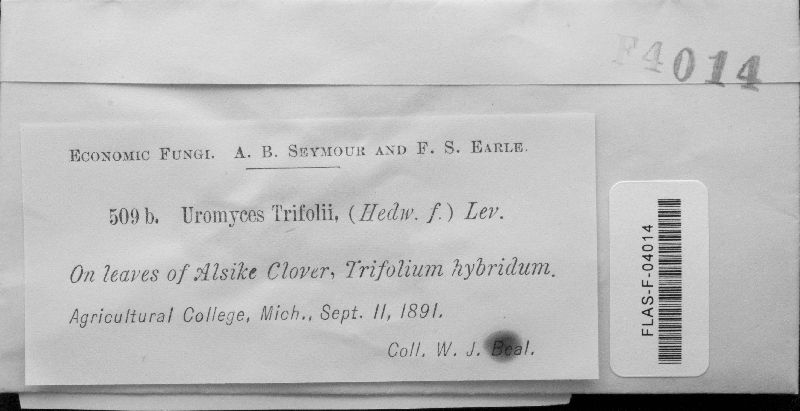 F4014
ECONOMIC FUNGI. A. B. SEYMOUR AND F. S. EARLE.
509 b. Uromyces Trifolii, (Hedw. f.) Lev.
On leaves of Alsike Clover, Trifolium hybridum.
Agricultural College, Mich., Sept. 11, 1891.
Coll. W. J. Beal.
FLAS-F-04014